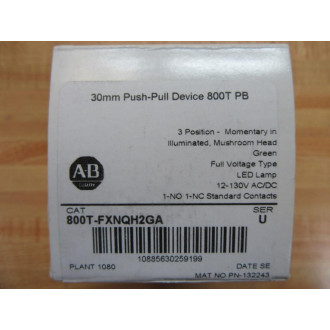 30mm Push-Pull Device 800T PB
3 Position - Momentary in
Illuminated, Mushroom Head
Green
Full Voltage Type
LED Lamp
12-130V AC/DC
1-NO 1-NC Standard Contacts
A-B
CAT
800T-FXNQH2GA
SER
U
10885630259199
PLANT 1060
DATE SE
MAT NO PN-132243